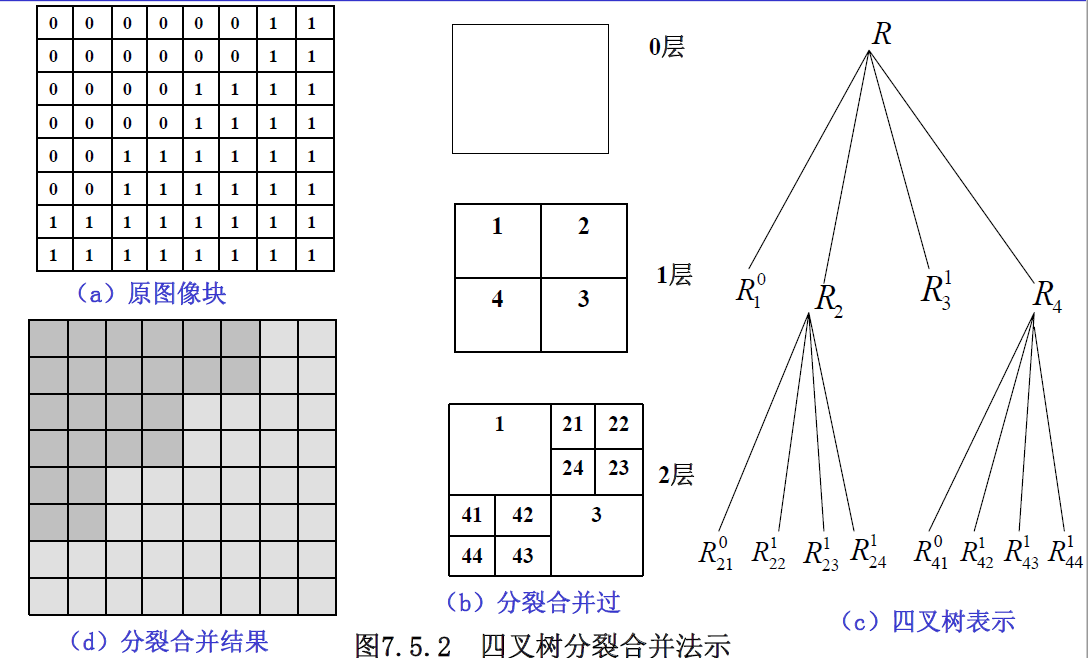 0 0 0 0 0 0 1 1
0 0 0 0 0 0 1 1
0 0 0 0 1 1 1 1
0 0 0 0 1 1 1 1
0 0 1 1 1 1 1 1
0 0 1 1 1 1 1 1
1 1 1 1 1 1 1 1
1 1 1 1 1 1 1 1
(a)原图像块
(d)分裂合并结果
0层
1 2
4 3
1层
1 21 22
24 23
2层
41 42 3
44 43
(b)分裂合并过
R
R₁⁰ R₂ R₃¹ R₄
R₂₁⁰ R₂₂¹ R₂₃¹ R₂₄¹ R₄₁⁰ R₄₂¹ R₄₃¹ R₄₄¹
(c)四叉树表示
图7.5.2 四叉树分裂合并法示